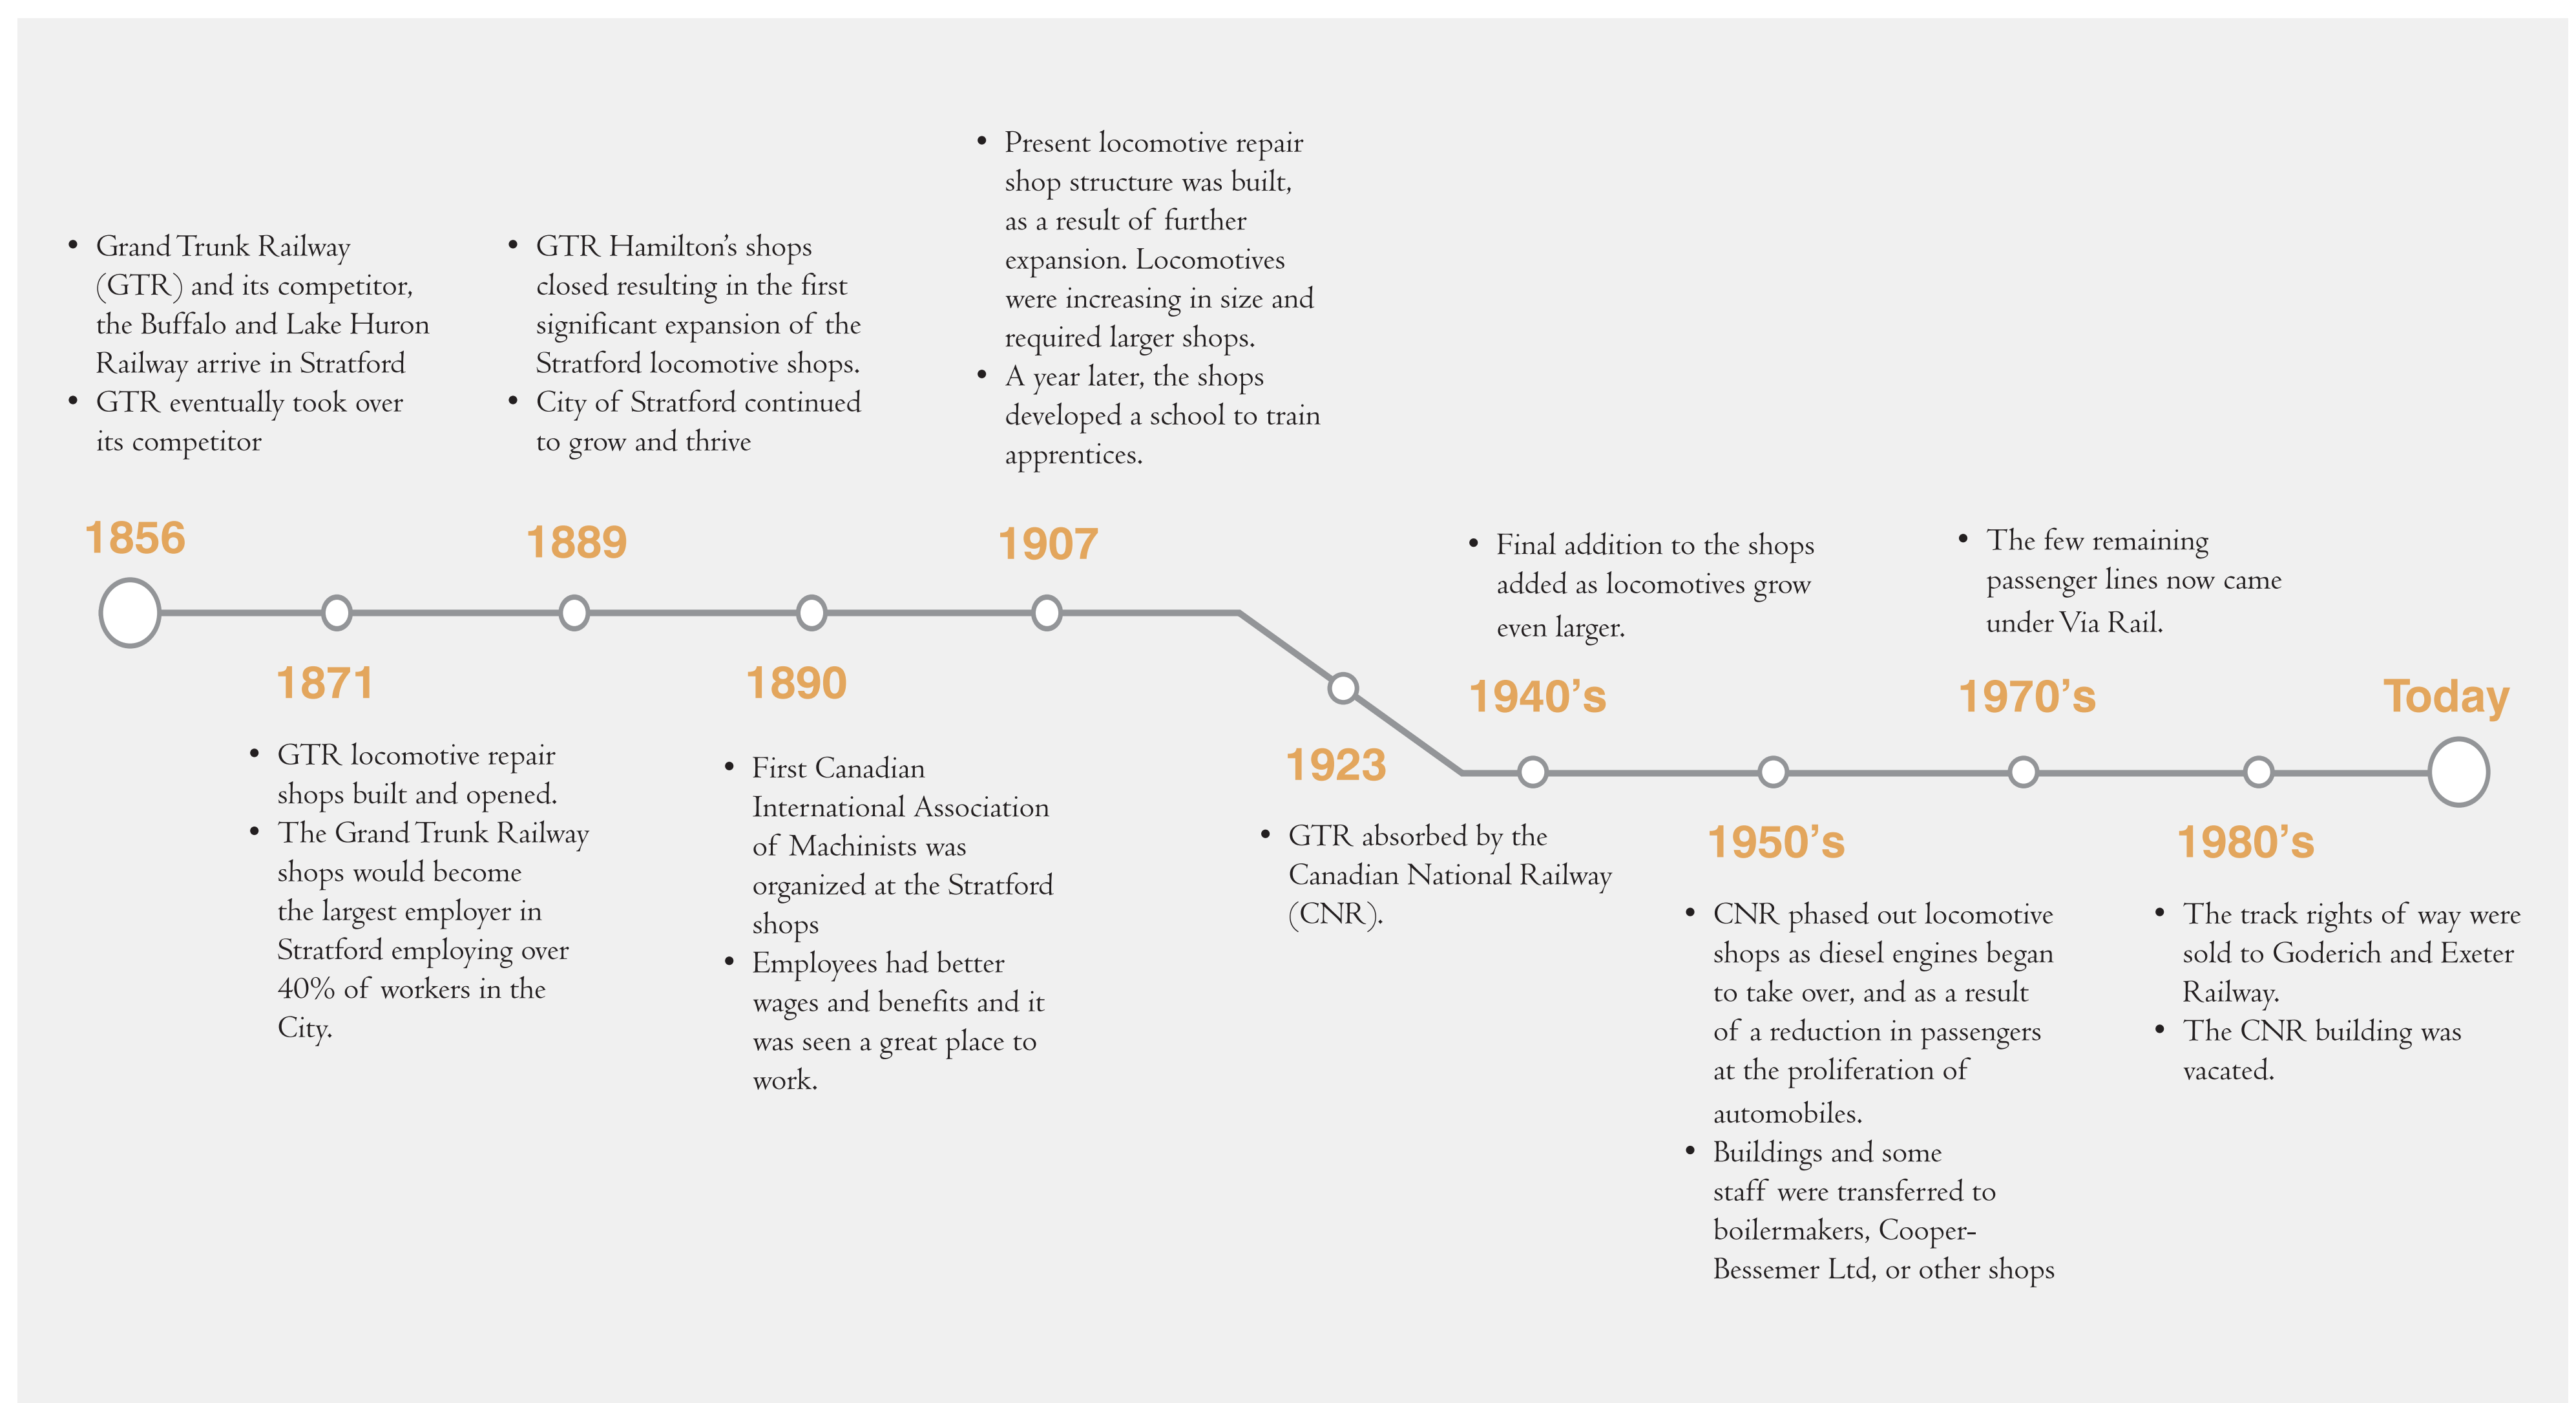 • Grand Trunk Railway
(GTR) and its competitor,
the Buffalo and Lake Huron
Railway arrive in Stratford
• GTR eventually took over
its competitor
1856
1871
• GTR locomotive repair
shops built and opened.
• The Grand Trunk Railway
shops would become
the largest employer in
Stratford employing over
40% of workers in the
City.
• GTR Hamilton’s shops
closed resulting in the first
significant expansion of the
Stratford locomotive shops.
• City of Stratford continued
to grow and thrive
1889
1890
• First Canadian
International Association
of Machinists was
organized at the Stratford
shops
• Employees had better
wages and benefits and it
was seen a great place to
work.
• Present locomotive repair
shop structure was built,
as a result of further
expansion. Locomotives
were increasing in size and
required larger shops.
• A year later, the shops
developed a school to train
apprentices.
1907
1923
• GTR absorbed by the
Canadian National Railway
(CNR).
• Final addition to the shops
added as locomotives grow
even larger.
1940’s
1950’s
• CNR phased out locomotive
shops as diesel engines began
to take over, and as a result
of a reduction in passengers
at the proliferation of
automobiles.
• Buildings and some
staff were transferred to
boilermakers, Cooper-
Bessemer Ltd, or other shops
• The few remaining
passenger lines now came
under Via Rail.
1970’s
1980’s
• The track rights of way were
sold to Goderich and Exeter
Railway.
• The CNR building was
vacated.
Today